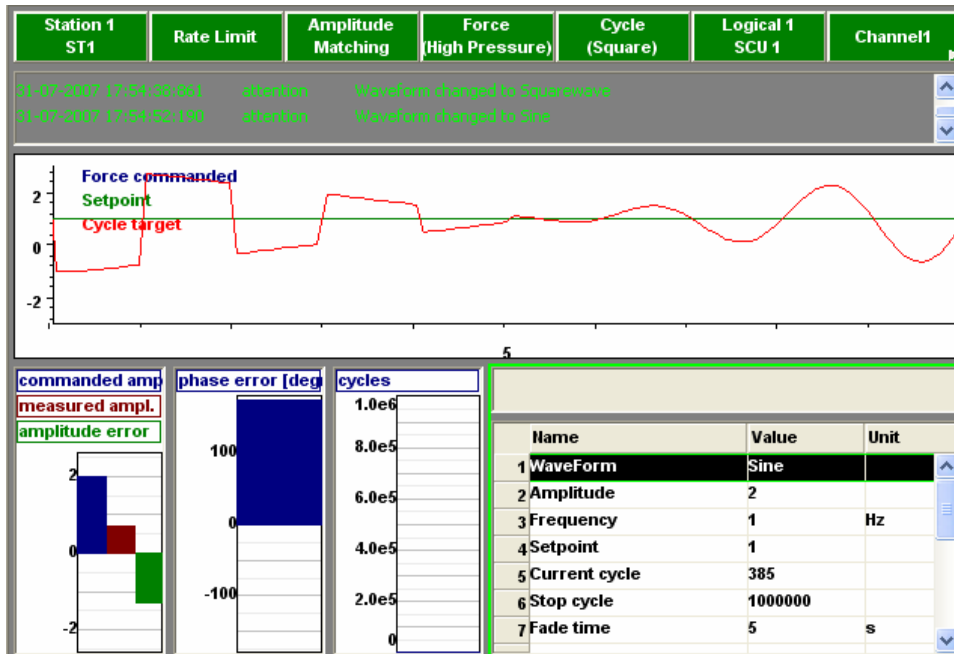 Station 1 ST1
Rate Limit
Amplitude Matching
Force (High Pressure)
Cycle (Square)
Logical 1 SCU 1
Channel1
31-07-2007 17:54:38:861 attention Waveform changed to Squarewave
31-07-2007 17:54:52:190 attention Waveform changed to Sine
Force commanded
Setpoint
Cycle target
2
0
-2
5
commanded amp
measured ampl.
amplitude error
2
0
-2
phase error [deg
100
0
-100
cycles
1.0e6
8.0e5
6.0e5
4.0e5
2.0e5
0
Name Value Unit
1 WaveForm Sine
2 Amplitude 2
3 Frequency 1 Hz
4 Setpoint 1
5 Current cycle 385
6 Stop cycle 1000000
7 Fade time 5 s